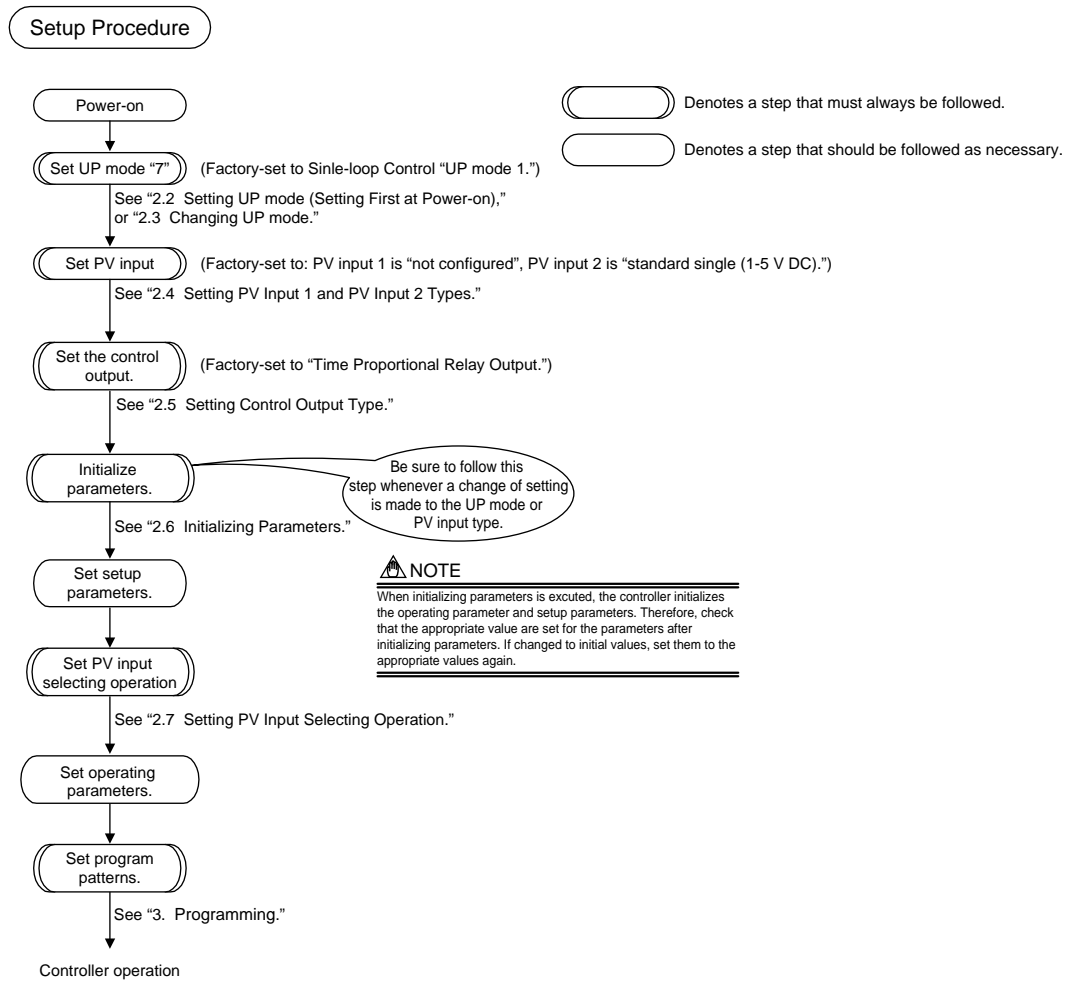 Setup Procedure
Power-on
Denotes a step that must always be followed.
Denotes a step that should be followed as necessary.
Set UP mode “7”
(Factory-set to Sinle-loop Control “UP mode 1.”)
See “2.2 Setting UP mode (Setting First at Power-on),”
or “2.3 Changing UP mode.”
Set PV input
(Factory-set to: PV input 1 is “not configured”, PV input 2 is “standard single (1-5 V DC).”)
See “2.4 Setting PV Input 1 and PV Input 2 Types.”
Set the control
output.
(Factory-set to “Time Proportional Relay Output.”)
See “2.5 Setting Control Output Type.”
Initialize
parameters.
Be sure to follow this
step whenever a change of setting
is made to the UP mode or
PV input type.
See “2.6 Initializing Parameters.”
NOTE
When initializing parameters is excuted, the controller initializes
the operating parameter and setup parameters. Therefore, check
that the appropriate value are set for the parameters after
initializing parameters. If changed to initial values, set them to the
appropriate values again.
Set setup
parameters.
Set PV input
selecting operation
See “2.7 Setting PV Input Selecting Operation.”
Set operating
parameters.
Set program
patterns.
See “3. Programming.”
Controller operation